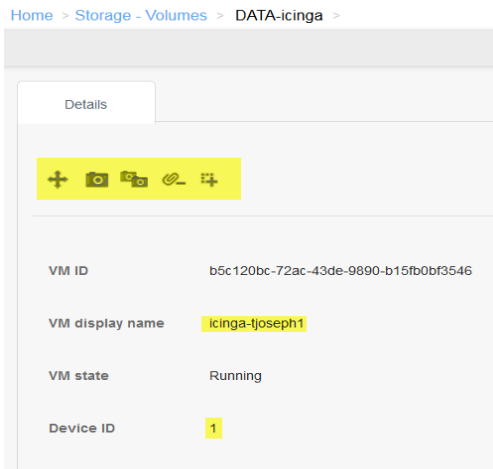 Home > Storage - Volumes > DATA-icinga >
Details
VM ID b5c120bc-72ac-43de-9890-b15fb0bf3546
VM display name icinga-tjoseph1
VM state Running
Device ID 1